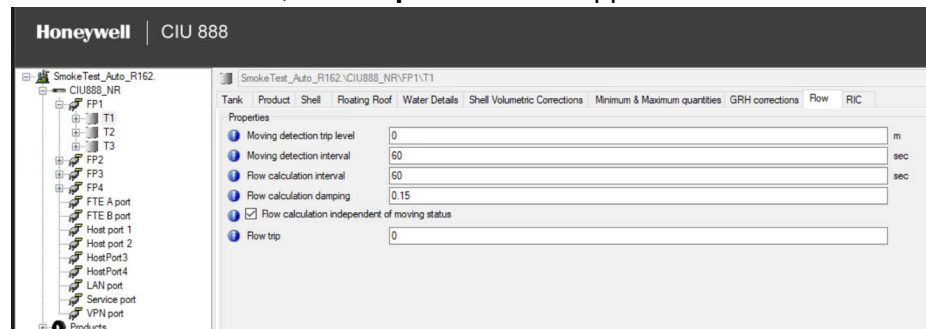 Honeywell CIU 888
SmokeTest_Auto_R162.
CIU888_NR
FP1
T1
T2
T3
FP2
FP3
FP4
FTE A port
FTE B port
Host port 1
Host port 2
HostPort3
HostPort4
LAN port
Service port
VPN port
Products
SmokeTest_Auto_R162.\CIU888_NR\FP1\T1
Tank Product Shell Floating Roof Water Details Shell Volumetric Corrections Minimum & Maximum quantities GRH corrections Flow RIC
Properties
Moving detection trip level 0 m
Moving detection interval 60 sec
Flow calculation interval 60 sec
Flow calculation damping 0.15
Flow calculation independent of moving status
Flow trip 0